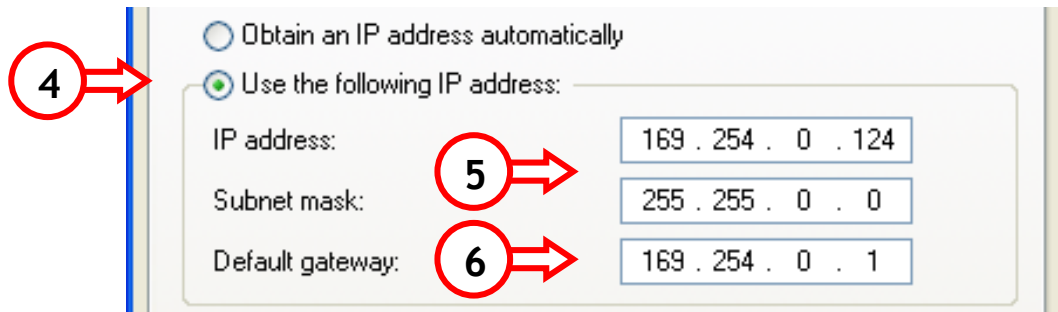 Obtain an IP address automatically
4
Use the following IP address:
IP address: 169 . 254 . 0 . 124
5
Subnet mask: 255 . 255 . 0 . 0
Default gateway: 6 169 . 254 . 0 . 1